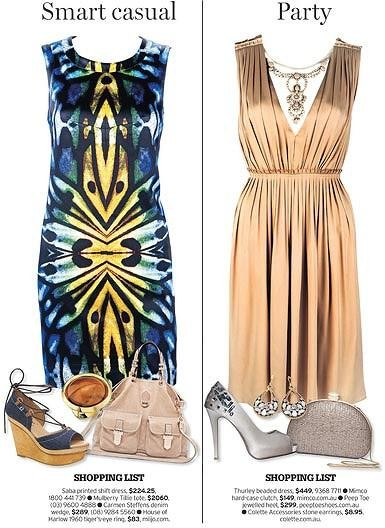 Smart casual
SHOPPING LIST
Saba printed shift dress, $224.25,
1800 441 739 ● Mulberry Tillie tote, $2060,
(03) 9600 4888 ● Carmen Steffens denim
wedge, $289, (08) 9284 5560 ● House of
Harlow 1960 tiger's-eye ring, $83, miljo.com.
Party
SHOPPING LIST
Thurley beaded dress, $449, 9368 7711 ● Mimco
hard-case clutch, $149, mimco.com.au ● Peep Toe
jewelled heel, $299, peeptoeshoes.com.au
● Colette Accessories stone earrings, $8.95,
colette.com.au.